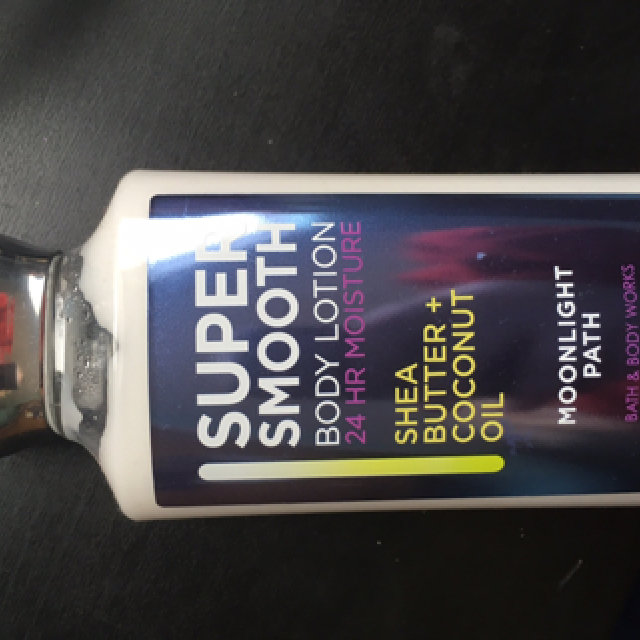 SUPER
SMOOTH
BODY LOTION
24 HR MOISTURE
SHEA
BUTTER +
COCONUT
OIL
MOONLIGHT
PATH
BATH & BODY WORKS